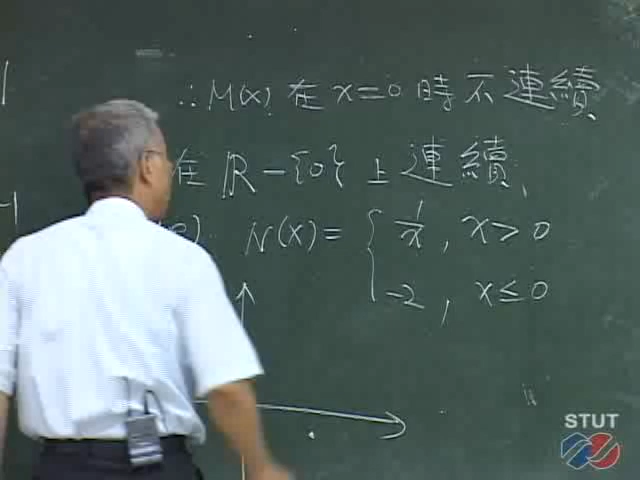 ∴ M(x) 在 x=0 時不連續
在 ℝ-{0} 上連續
N(x)= { 1/x , x>0
-2 , x≤0
STUT